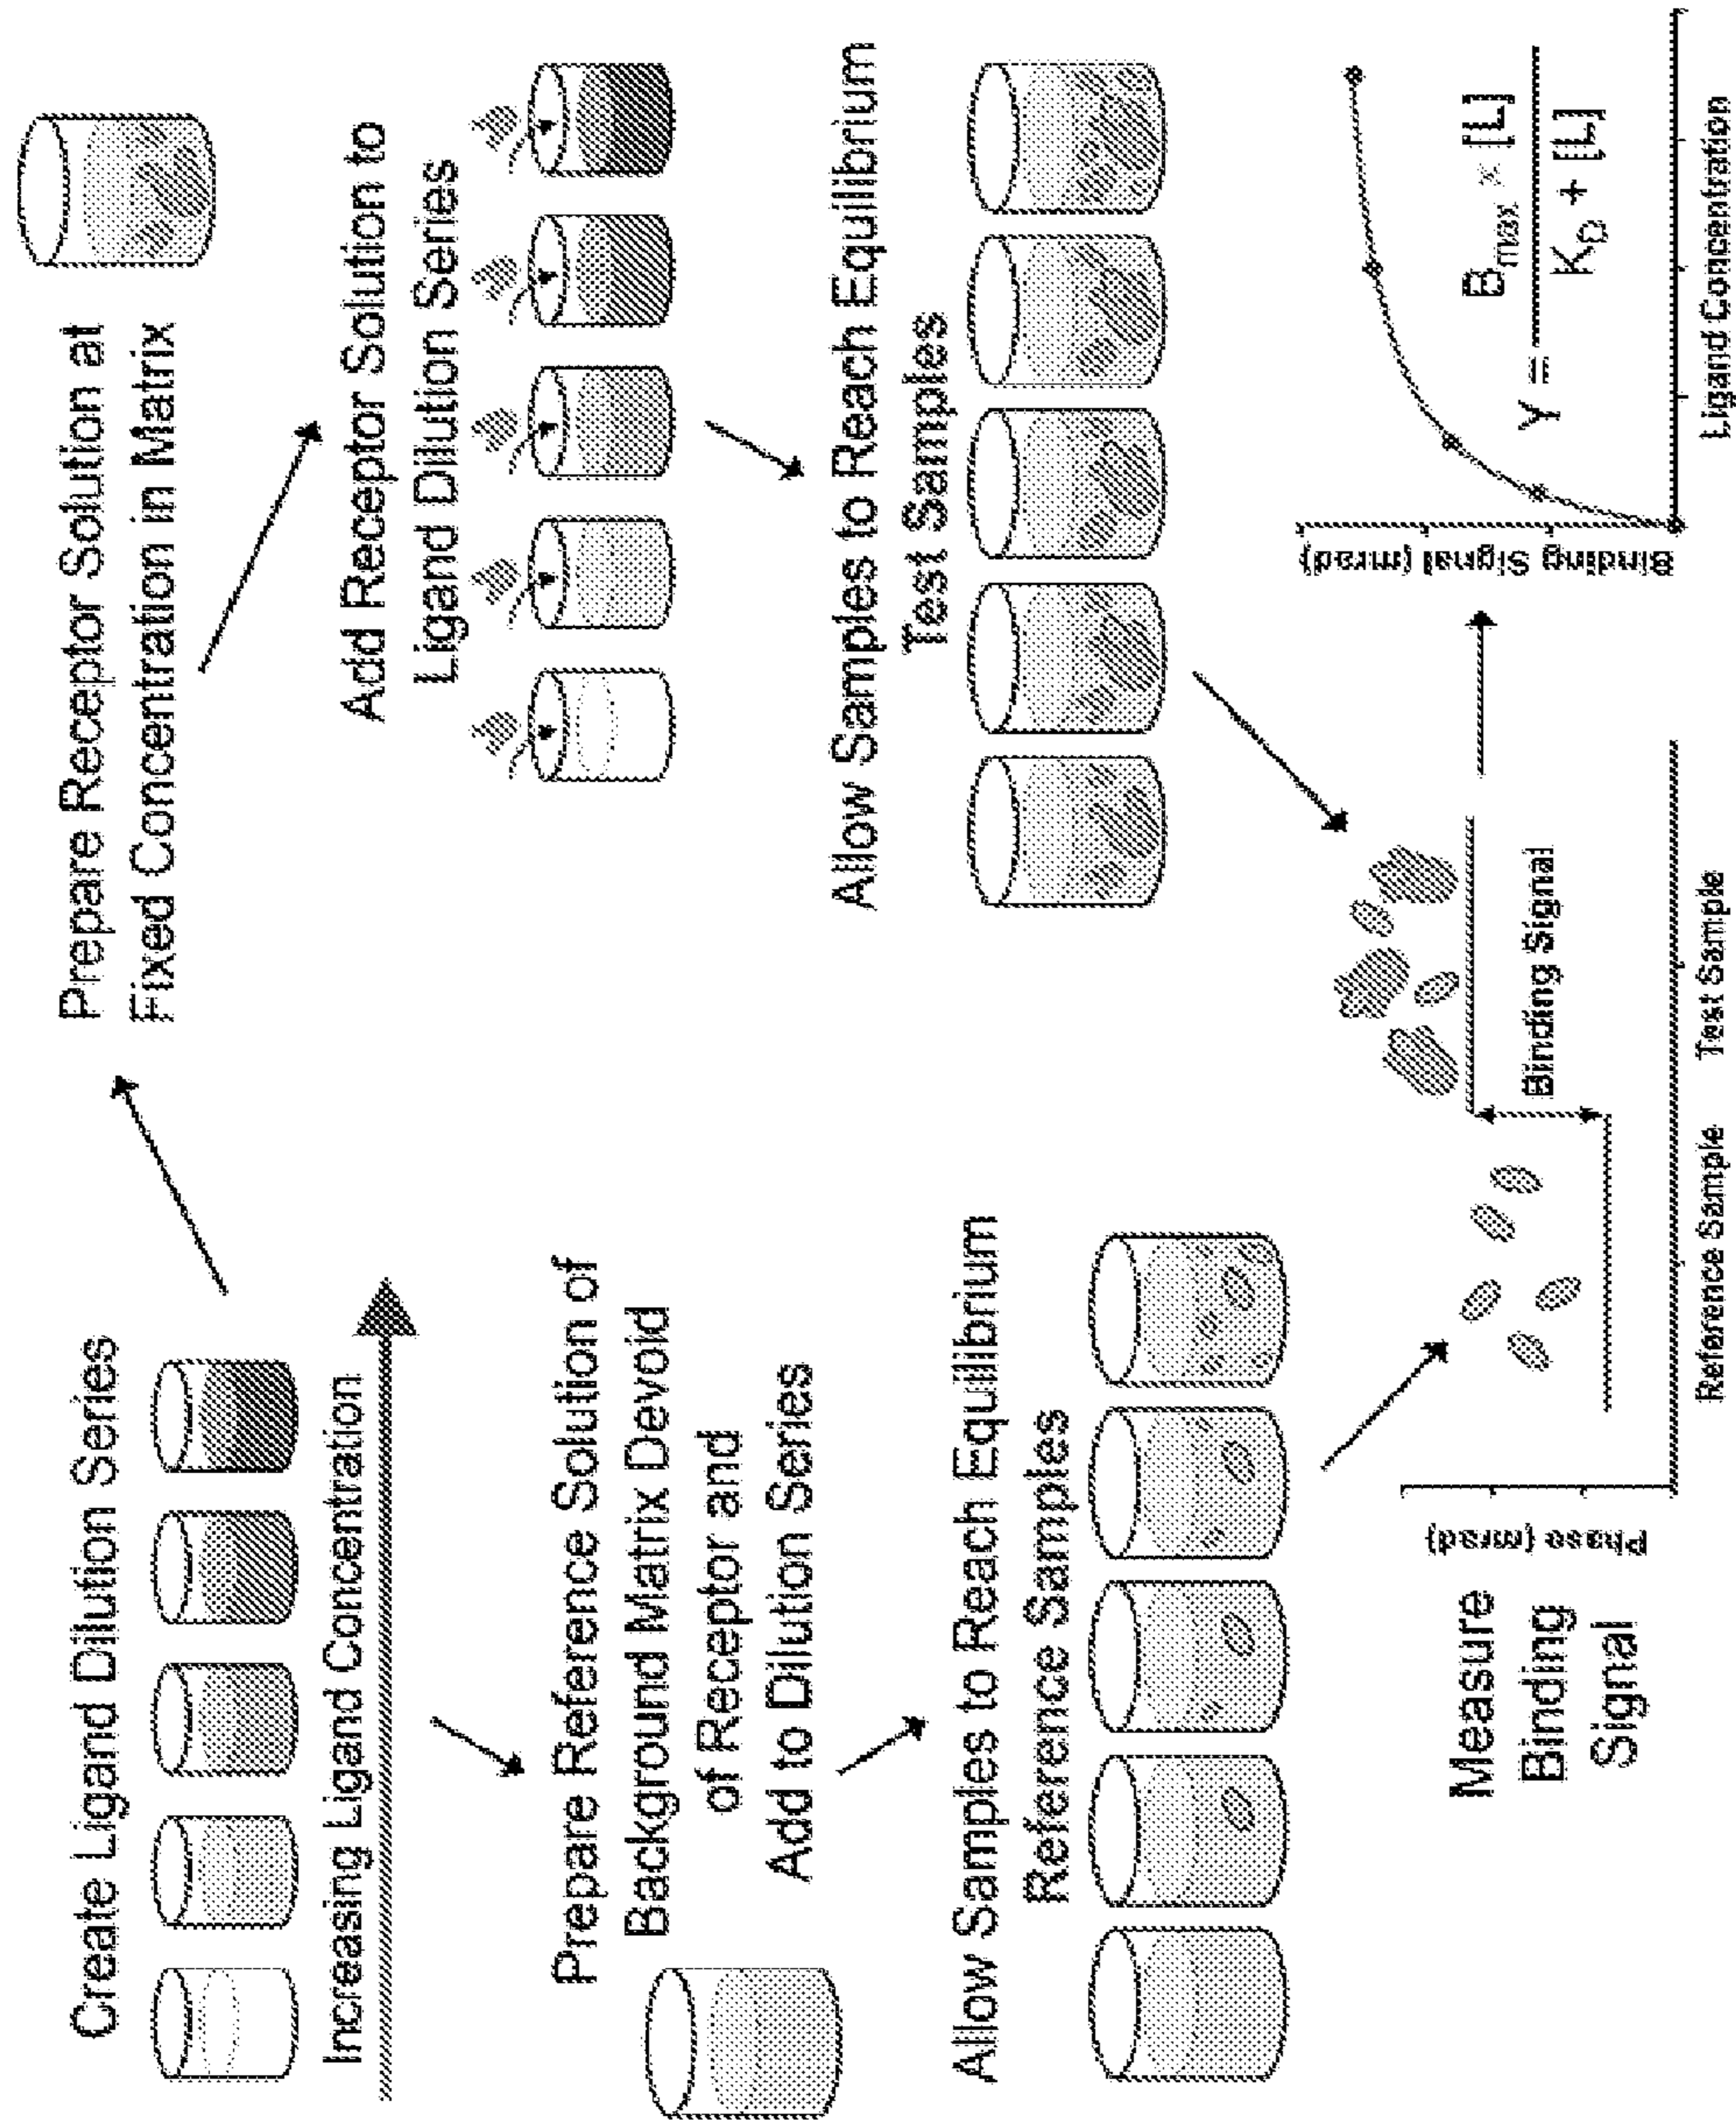 Create Ligand Dilution Series
Increasing Ligand Concentration
Prepare Receptor Solution at
Fixed Concentration in Matrix
Add Receptor Solution to
Ligand Dilution Series
Prepare Reference Solution of
Background Matrix Devoid
of Receptor and
Add to Dilution Series
Allow Samples to Reach Equilibrium
Reference Samples
Allow Samples to Reach Equilibrium
Test Samples
Measure
Binding
Signal
Phase (mrad)
Binding Signal
Reference Sample
Test Sample
Binding Signal (mrad)
Y = Bmax × [L]
KD + [L]
Ligand Concentration